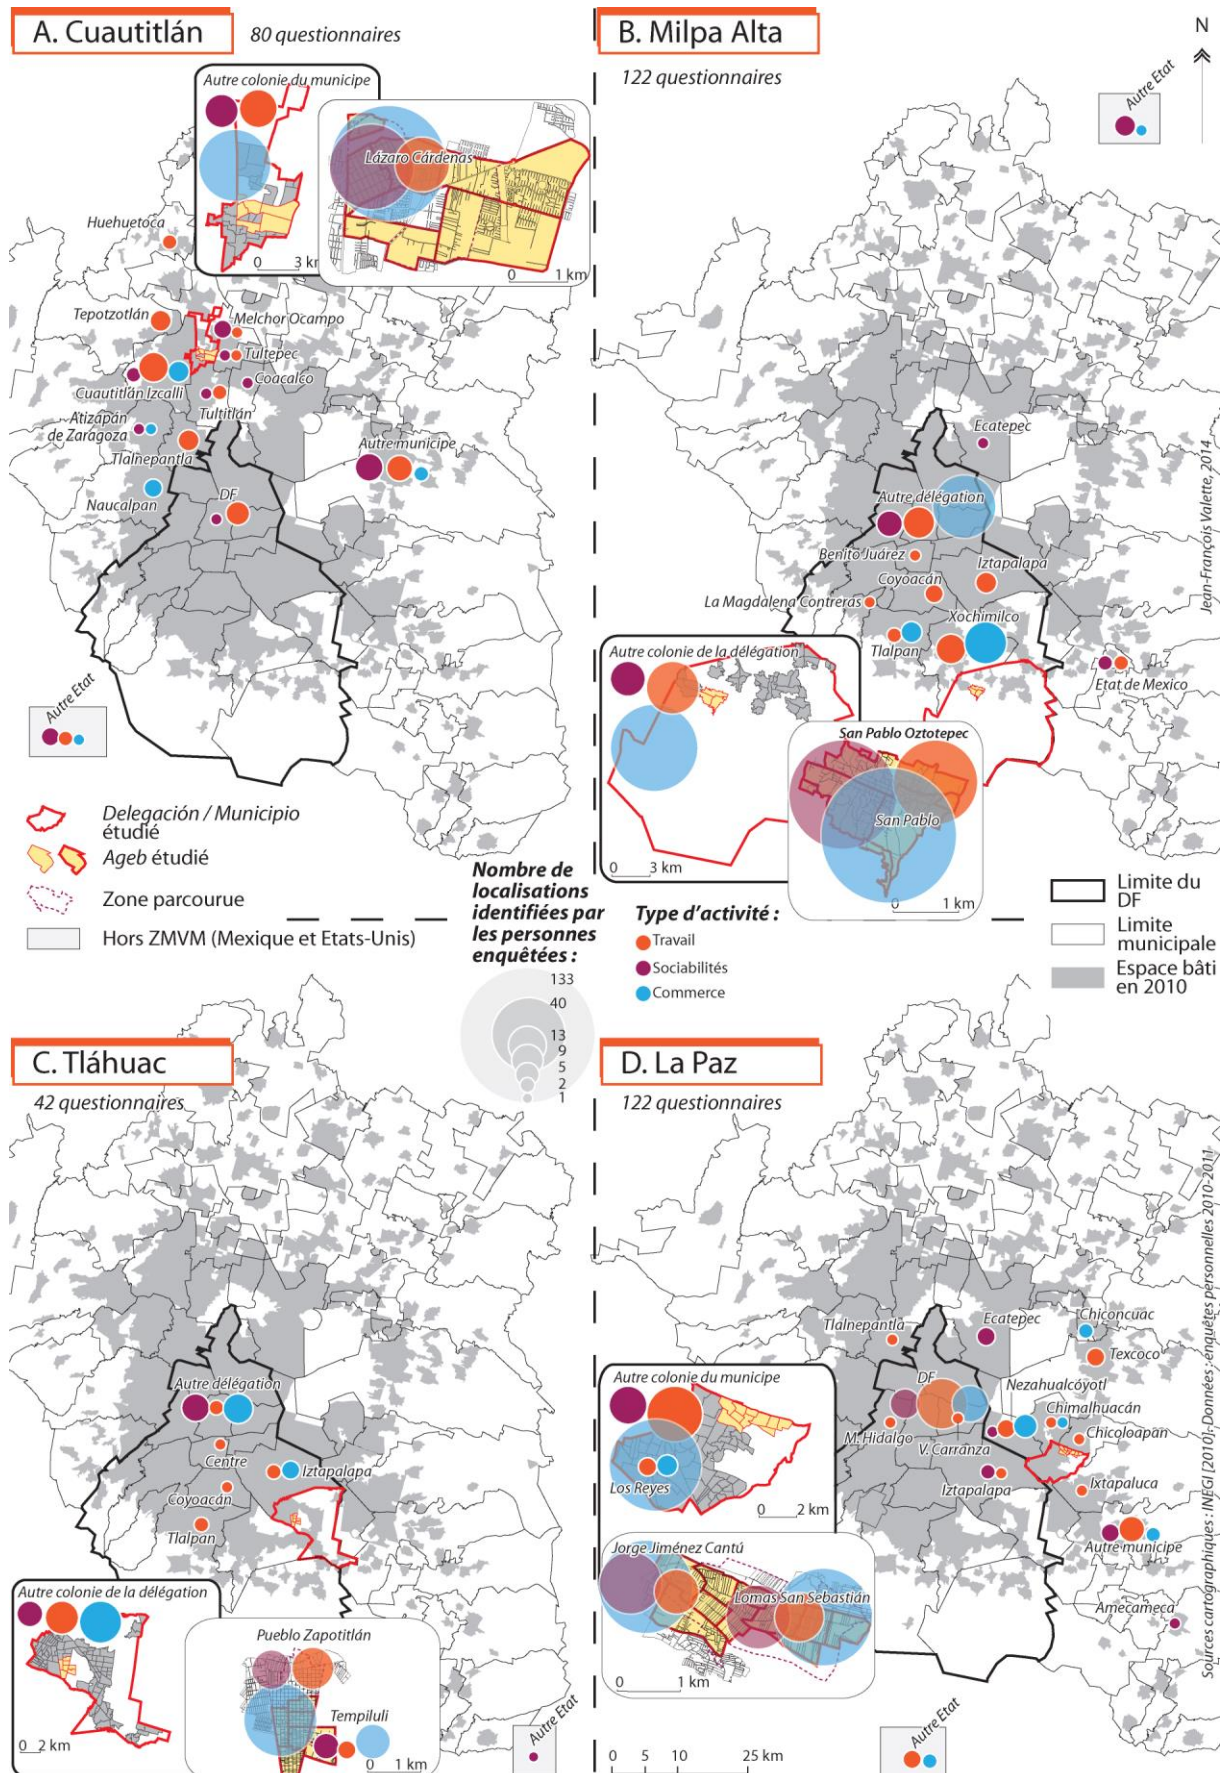 A. Cuautitlán
80 questionnaires
Autre colonie du municipe
Lázaro Cárdenas
0 3 km
0 1 km
Huehuetoca
Tepotzotlán
Melchor Ocampo
Tultepec
Cuautitlán Izcalli
Coacalco
Tultitlán
Atizapán
de Zaragoza
Tlalnepantla
Autre municipe
Naucalpan
DF
Autre Etat
B. Milpa Alta
122 questionnaires
N
Autre Etat
Ecatepec
Autre délégation
Benito Juárez
Iztapalapa
Coyoacán
La Magdalena Contreras
Xochimilco
Tlalpan
Etat de Mexico
Autre colonie de la délégation
0 3 km
San Pablo Oztotepec
San Pablo
0 1 km
Jean-François Valette, 2014
Delegación / Municipio
étudié
Ageb étudié
Zone parcourue
Hors ZMVM (Mexique et Etats-Unis)
Nombre de
localisations
identifiées par
les personnes
enquêtées :
133
40
13
9
5
2
1
Type d'activité :
Travail
Sociabilités
Commerce
Limite du
DF
Limite
municipale
Espace bâti
en 2010
C. Tláhuac
42 questionnaires
Autre délégation
Centre
Iztapalapa
Coyoacán
Tlalpan
Autre colonie de la délégation
0 2 km
Pueblo Zapotitlán
Tempiluli
0 1 km
Autre Etat
D. La Paz
122 questionnaires
Tlalnepantla
Ecatepec
Chiconcuac
Texcoco
DF
Nezahualcóyotl
Chimalhuacán
M. Hidalgo
V. Carranza
Chicoloapan
Iztapalapa
Ixtapaluca
Autre municipe
Amecameca
Autre colonie du municipe
Los Reyes
0 2 km
Jorge Jiménez Cantú
Lomas San Sebastián
0 1 km
Autre Etat
0 5 10 25 km
Sources cartographiques : INEGI [2010]. Données : enquêtes personnelles 2010-2011